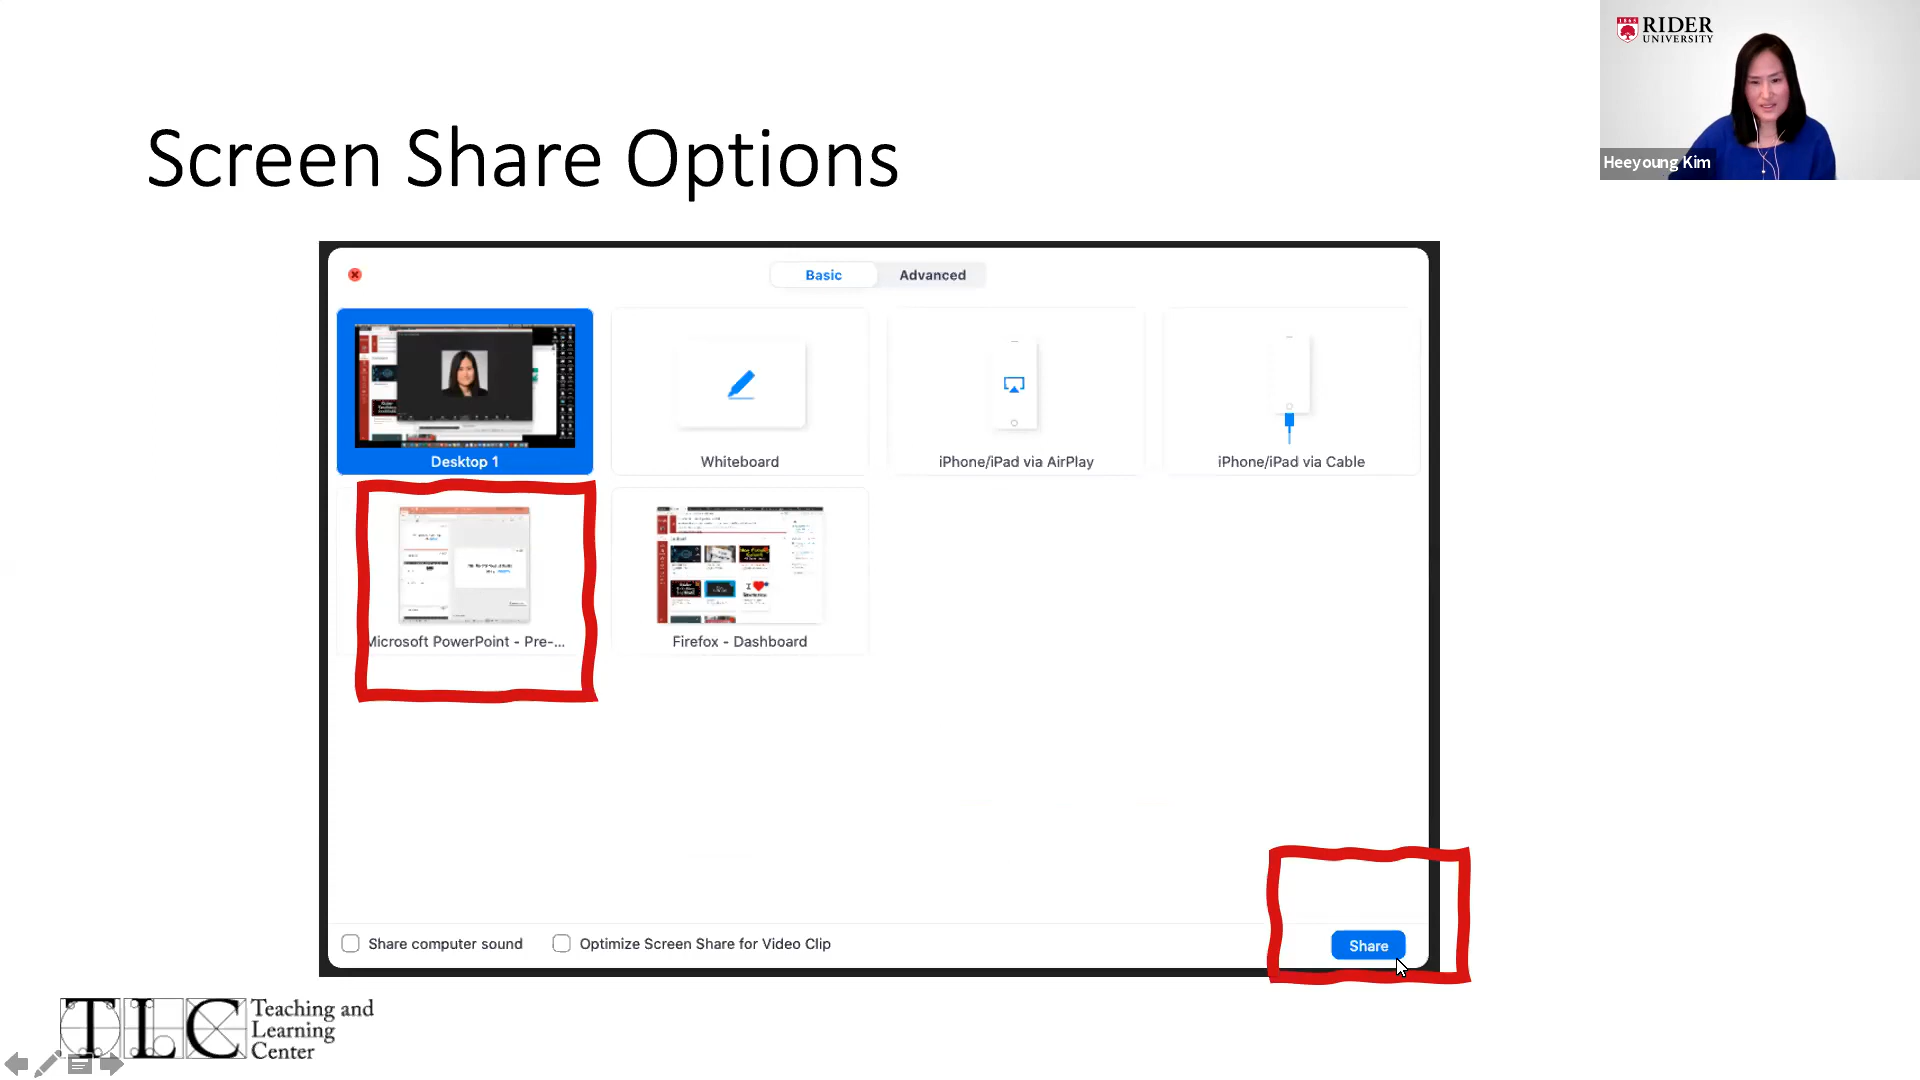 1865
RIDER
UNIVERSITY
Heeyoung Kim
Screen Share Options
Basic
Advanced
Desktop 1
Whiteboard
iPhone/iPad via AirPlay
iPhone/iPad via Cable
Microsoft PowerPoint - Pre-...
Firefox - Dashboard
Share computer sound
Optimize Screen Share for Video Clip
Share
TLC
Teaching and
Learning
Center